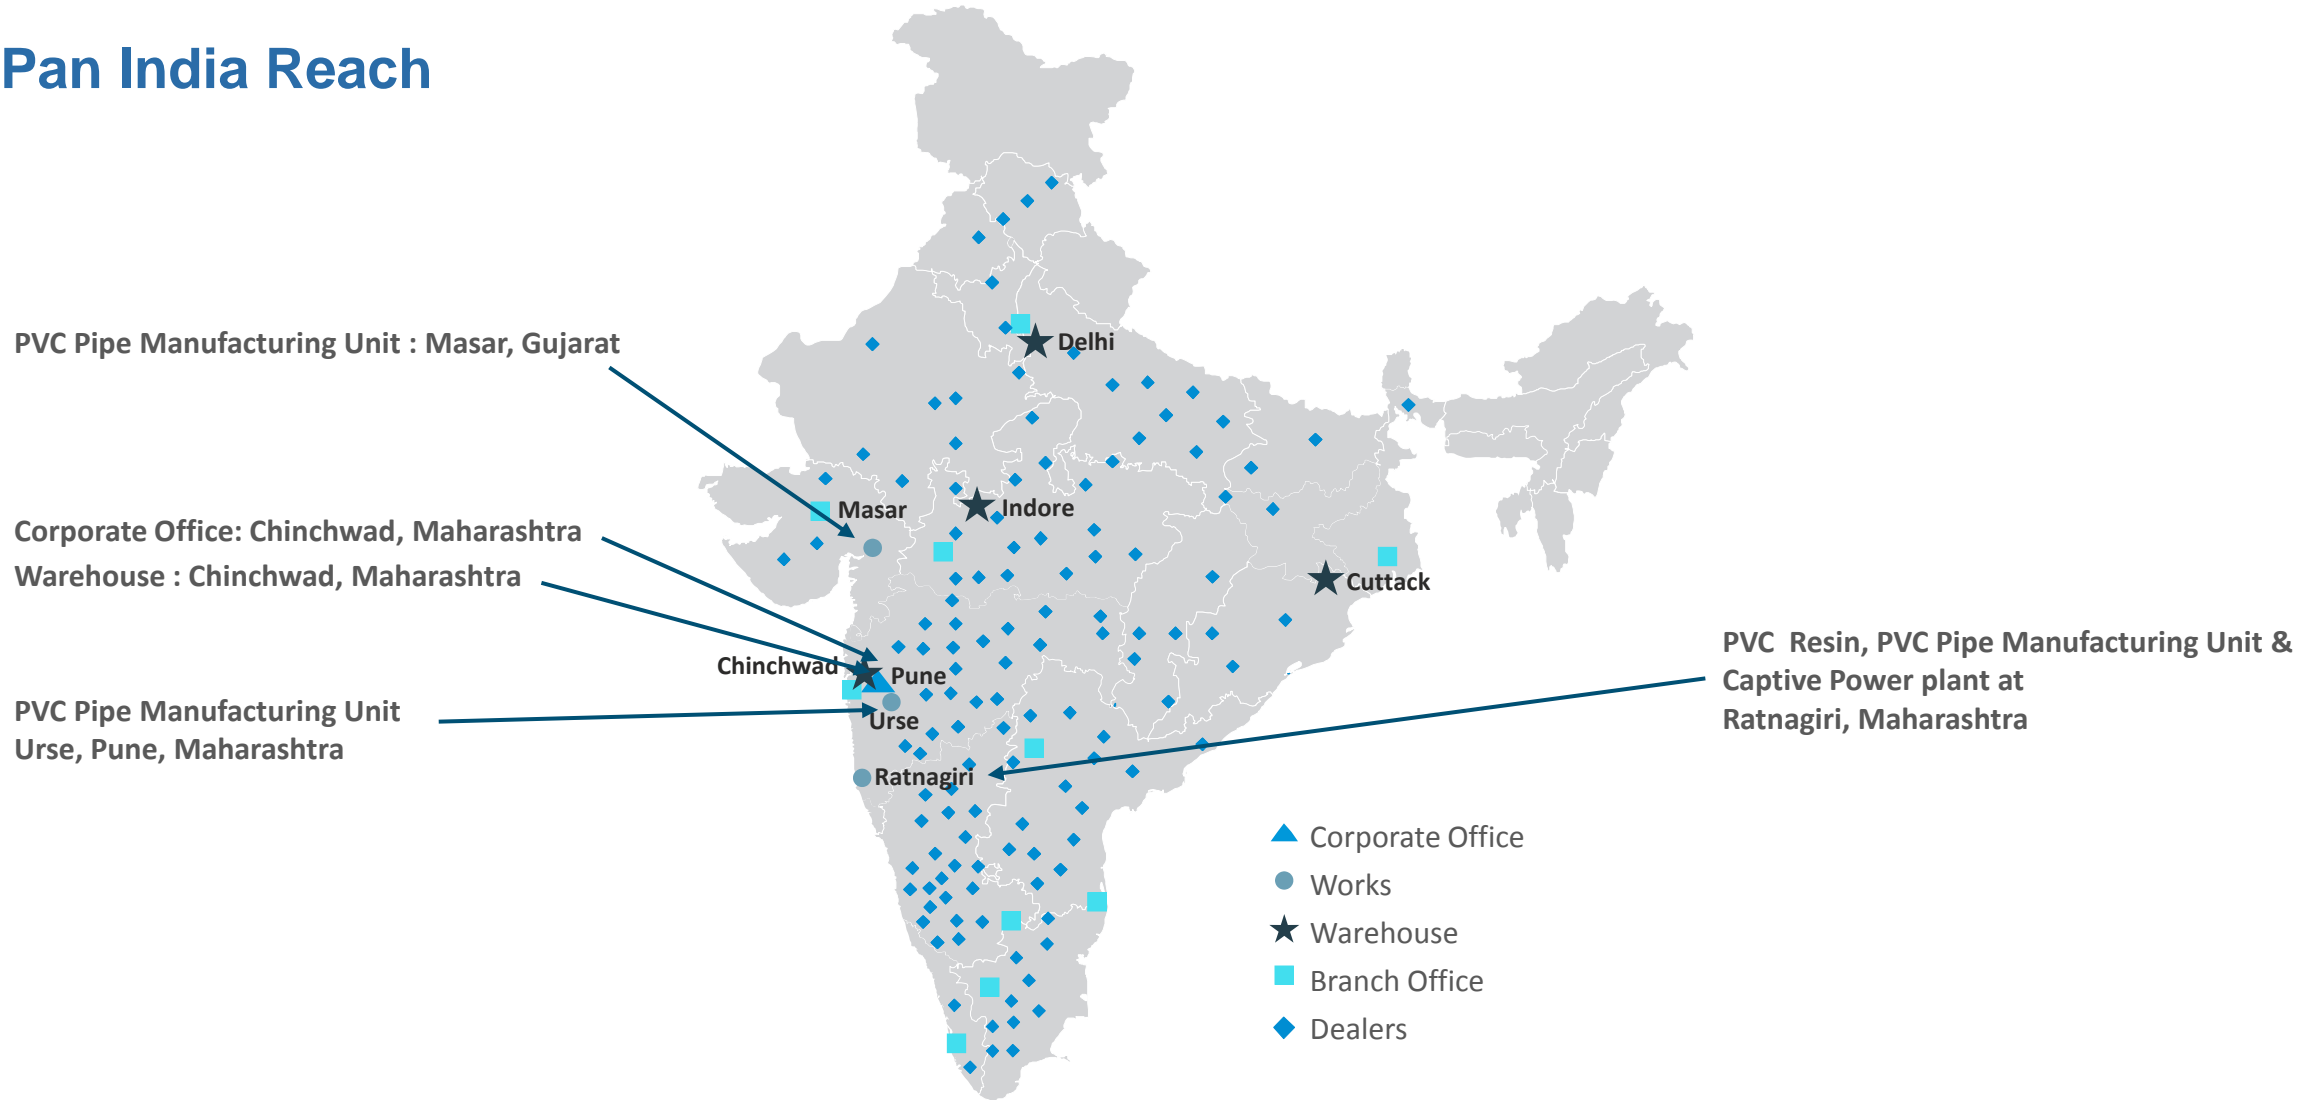 Pan India Reach
PVC Pipe Manufacturing Unit : Masar, Gujarat
Corporate Office: Chinchwad, Maharashtra
Warehouse : Chinchwad, Maharashtra
PVC Pipe Manufacturing Unit
Urse, Pune, Maharashtra
Delhi
Masar
Indore
Cuttack
Chinchwad
Pune
Urse
Ratnagiri
PVC  Resin, PVC Pipe Manufacturing Unit &
Captive Power plant at
Ratnagiri, Maharashtra
Corporate Office
Works
Warehouse
Branch Office
Dealers